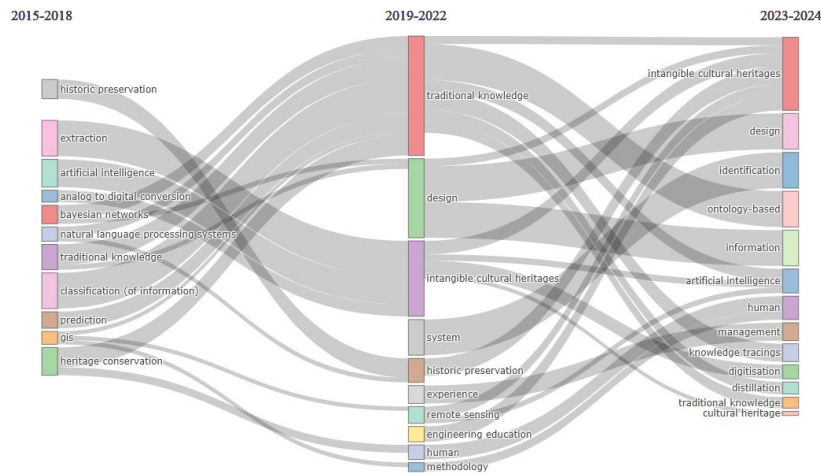 2015-2018
2019-2022
2023-2024
historic preservation
extraction
artificial intelligence
analog to digital conversion
bayesian networks
natural language processing systems
traditional knowledge
classification (of information)
prediction
gis
heritage conservation
traditional knowledge
design
intangible cultural heritages
system
historic preservation
experience
remote sensing
engineering education
human
methodology
intangible cultural heritages
design
identification
ontology-based
information
artificial intelligence
human
management
knowledge tracings
digitisation
distillation
traditional knowledge
cultural heritage